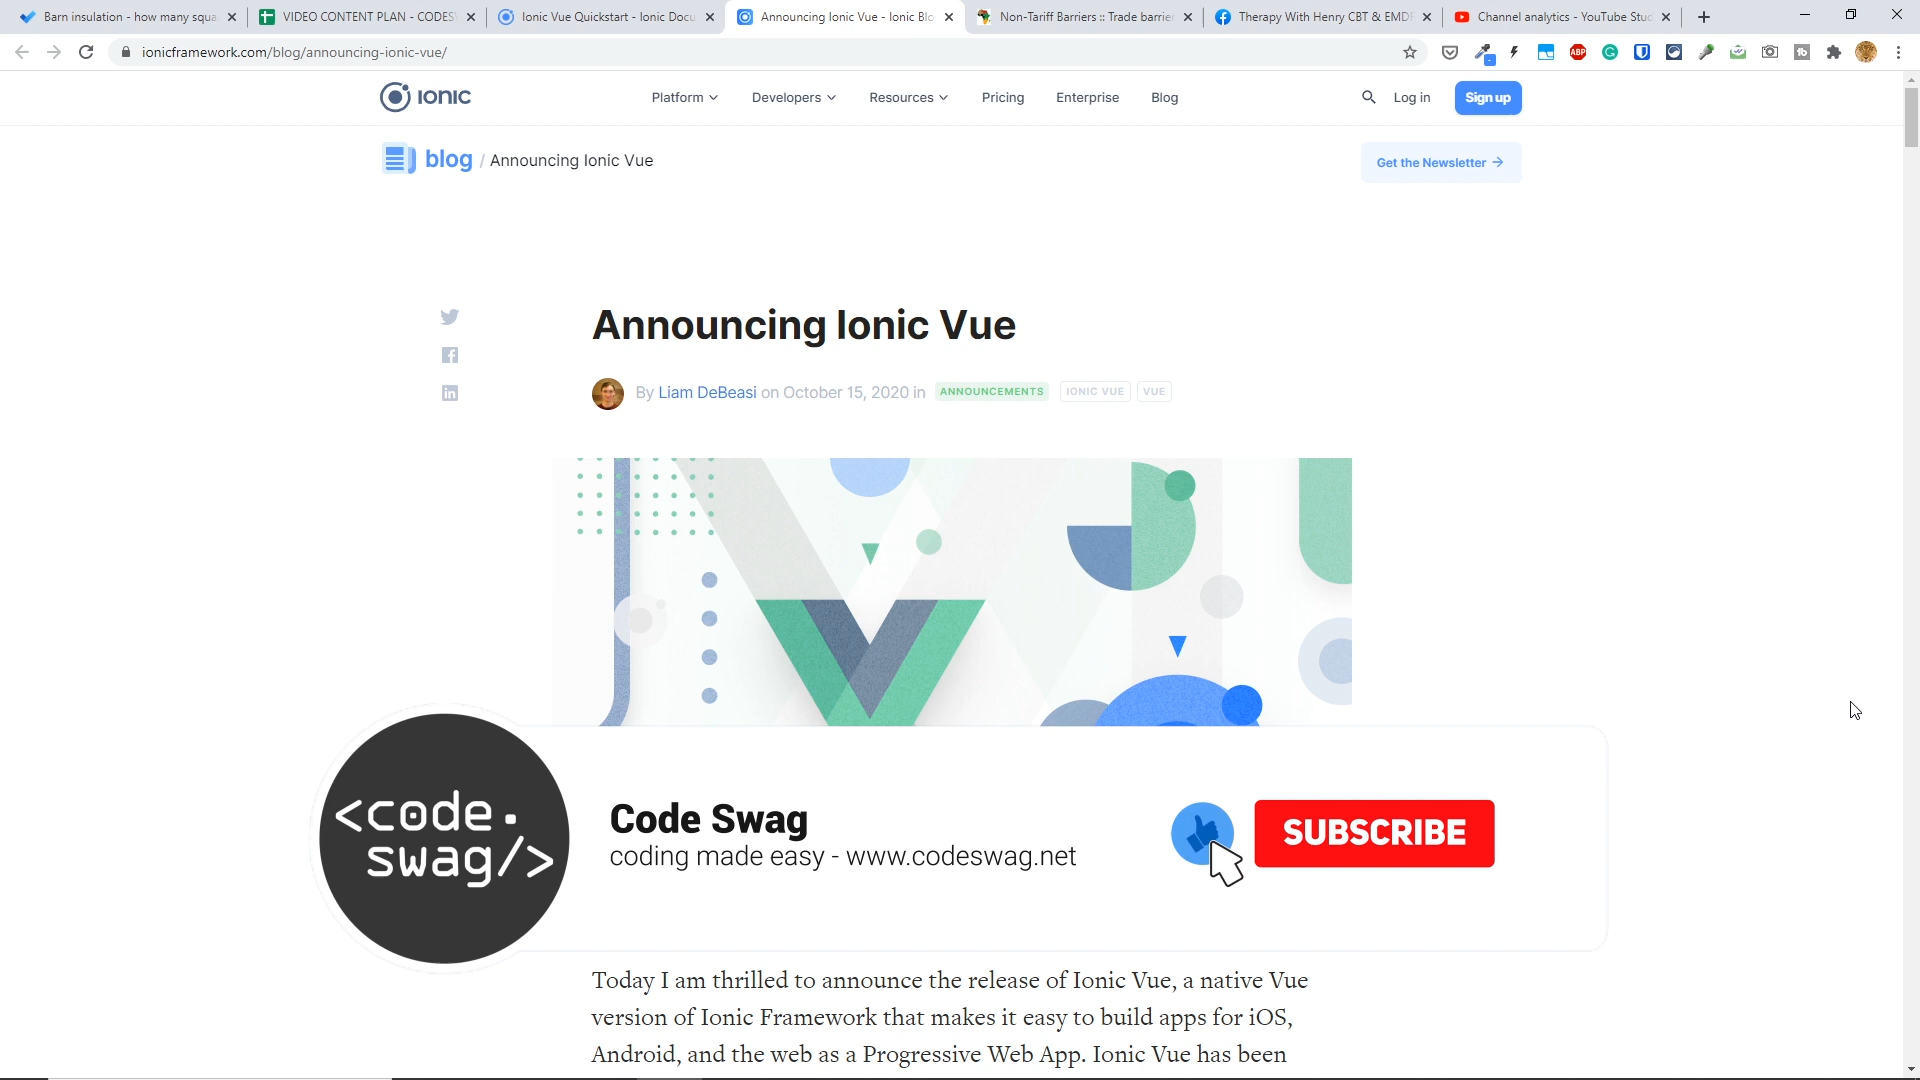 Barn insulation - how many squa
VIDEO CONTENT PLAN - CODES
Ionic Vue Quickstart - Ionic Docu
Announcing Ionic Vue - Ionic Blo
Non-Tariff Barriers :: Trade barrier
Therapy With Henry CBT & EMDR
Channel analytics - YouTube Stud
ionicframework.com/blog/announcing-ionic-vue/
ABP
IONIC
Platform
Developers
Resources
Pricing
Enterprise
Blog
Log in
Sign up
blog / Announcing Ionic Vue
Get the Newsletter →
Announcing Ionic Vue
By Liam DeBeasi on October 15, 2020 in ANNOUNCEMENTS IONIC VUE VUE
<code.
swag/>
Code Swag
coding made easy - www.codeswag.net
SUBSCRIBE
Today I am thrilled to announce the release of Ionic Vue, a native Vue
version of Ionic Framework that makes it easy to build apps for iOS,
Android, and the web as a Progressive Web App. Ionic Vue has been